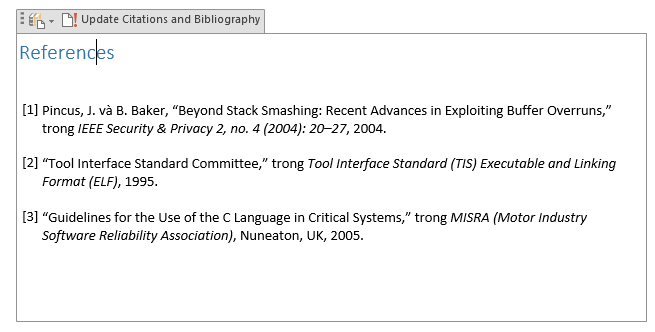 Update Citations and Bibliography
References
[1] Pincus, J. và B. Baker, “Beyond Stack Smashing: Recent Advances in Exploiting Buffer Overruns,”
trong IEEE Security & Privacy 2, no. 4 (2004): 20–27, 2004.
[2] “Tool Interface Standard Committee,” trong Tool Interface Standard (TIS) Executable and Linking
Format (ELF), 1995.
[3] “Guidelines for the Use of the C Language in Critical Systems,” trong MISRA (Motor Industry
Software Reliability Association), Nuneaton, UK, 2005.